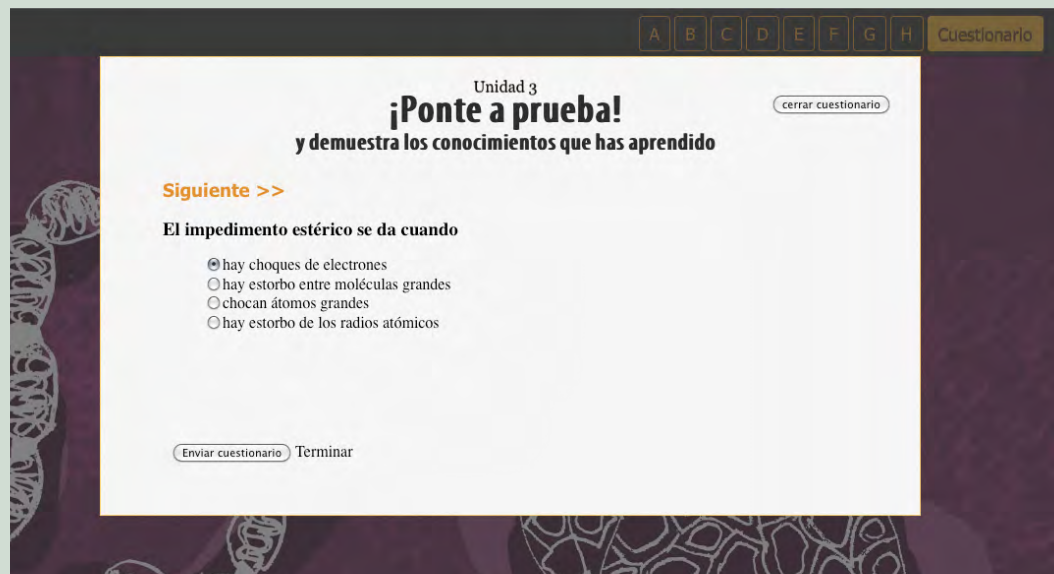 A B C D E F G H Cuestionario
Unidad 3
¡Ponte a prueba!
cerrar cuestionario
y demuestra los conocimientos que has aprendido
Siguiente >>
El impedimento estérico se da cuando
hay choques de electrones
hay estorbo entre moléculas grandes
chocan átomos grandes
hay estorbo de los radios atómicos
Enviar cuestionario Terminar